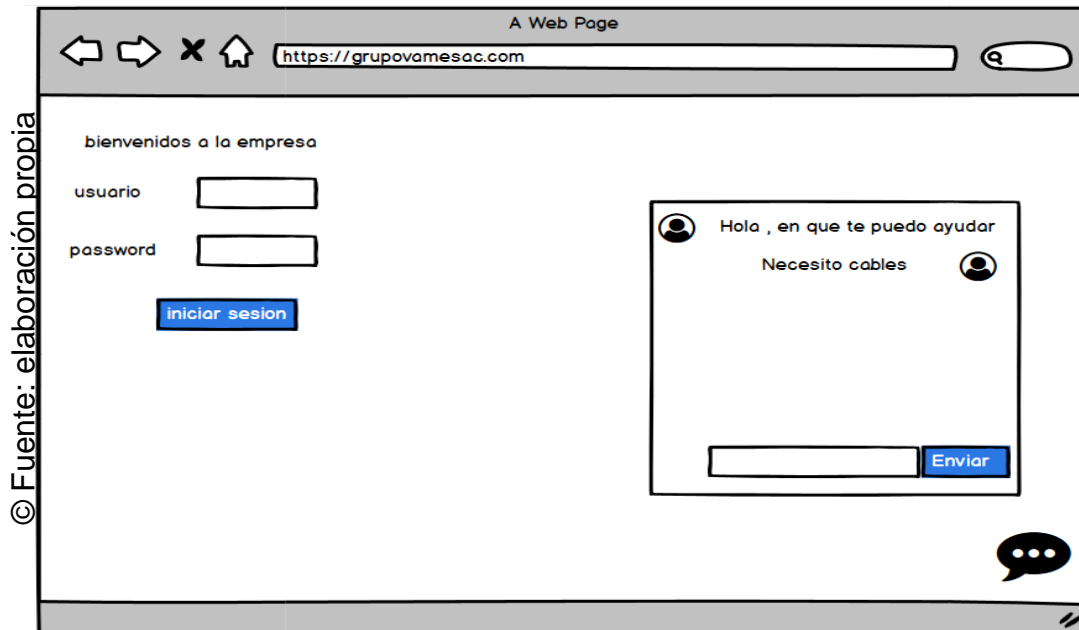 A Web Page
https://grupovamesac.com
bienvenidos a la empresa
usuario
password
iniciar sesion
Hola , en que te puedo ayudar
Necesito cables
Enviar
© Fuente: elaboración propia